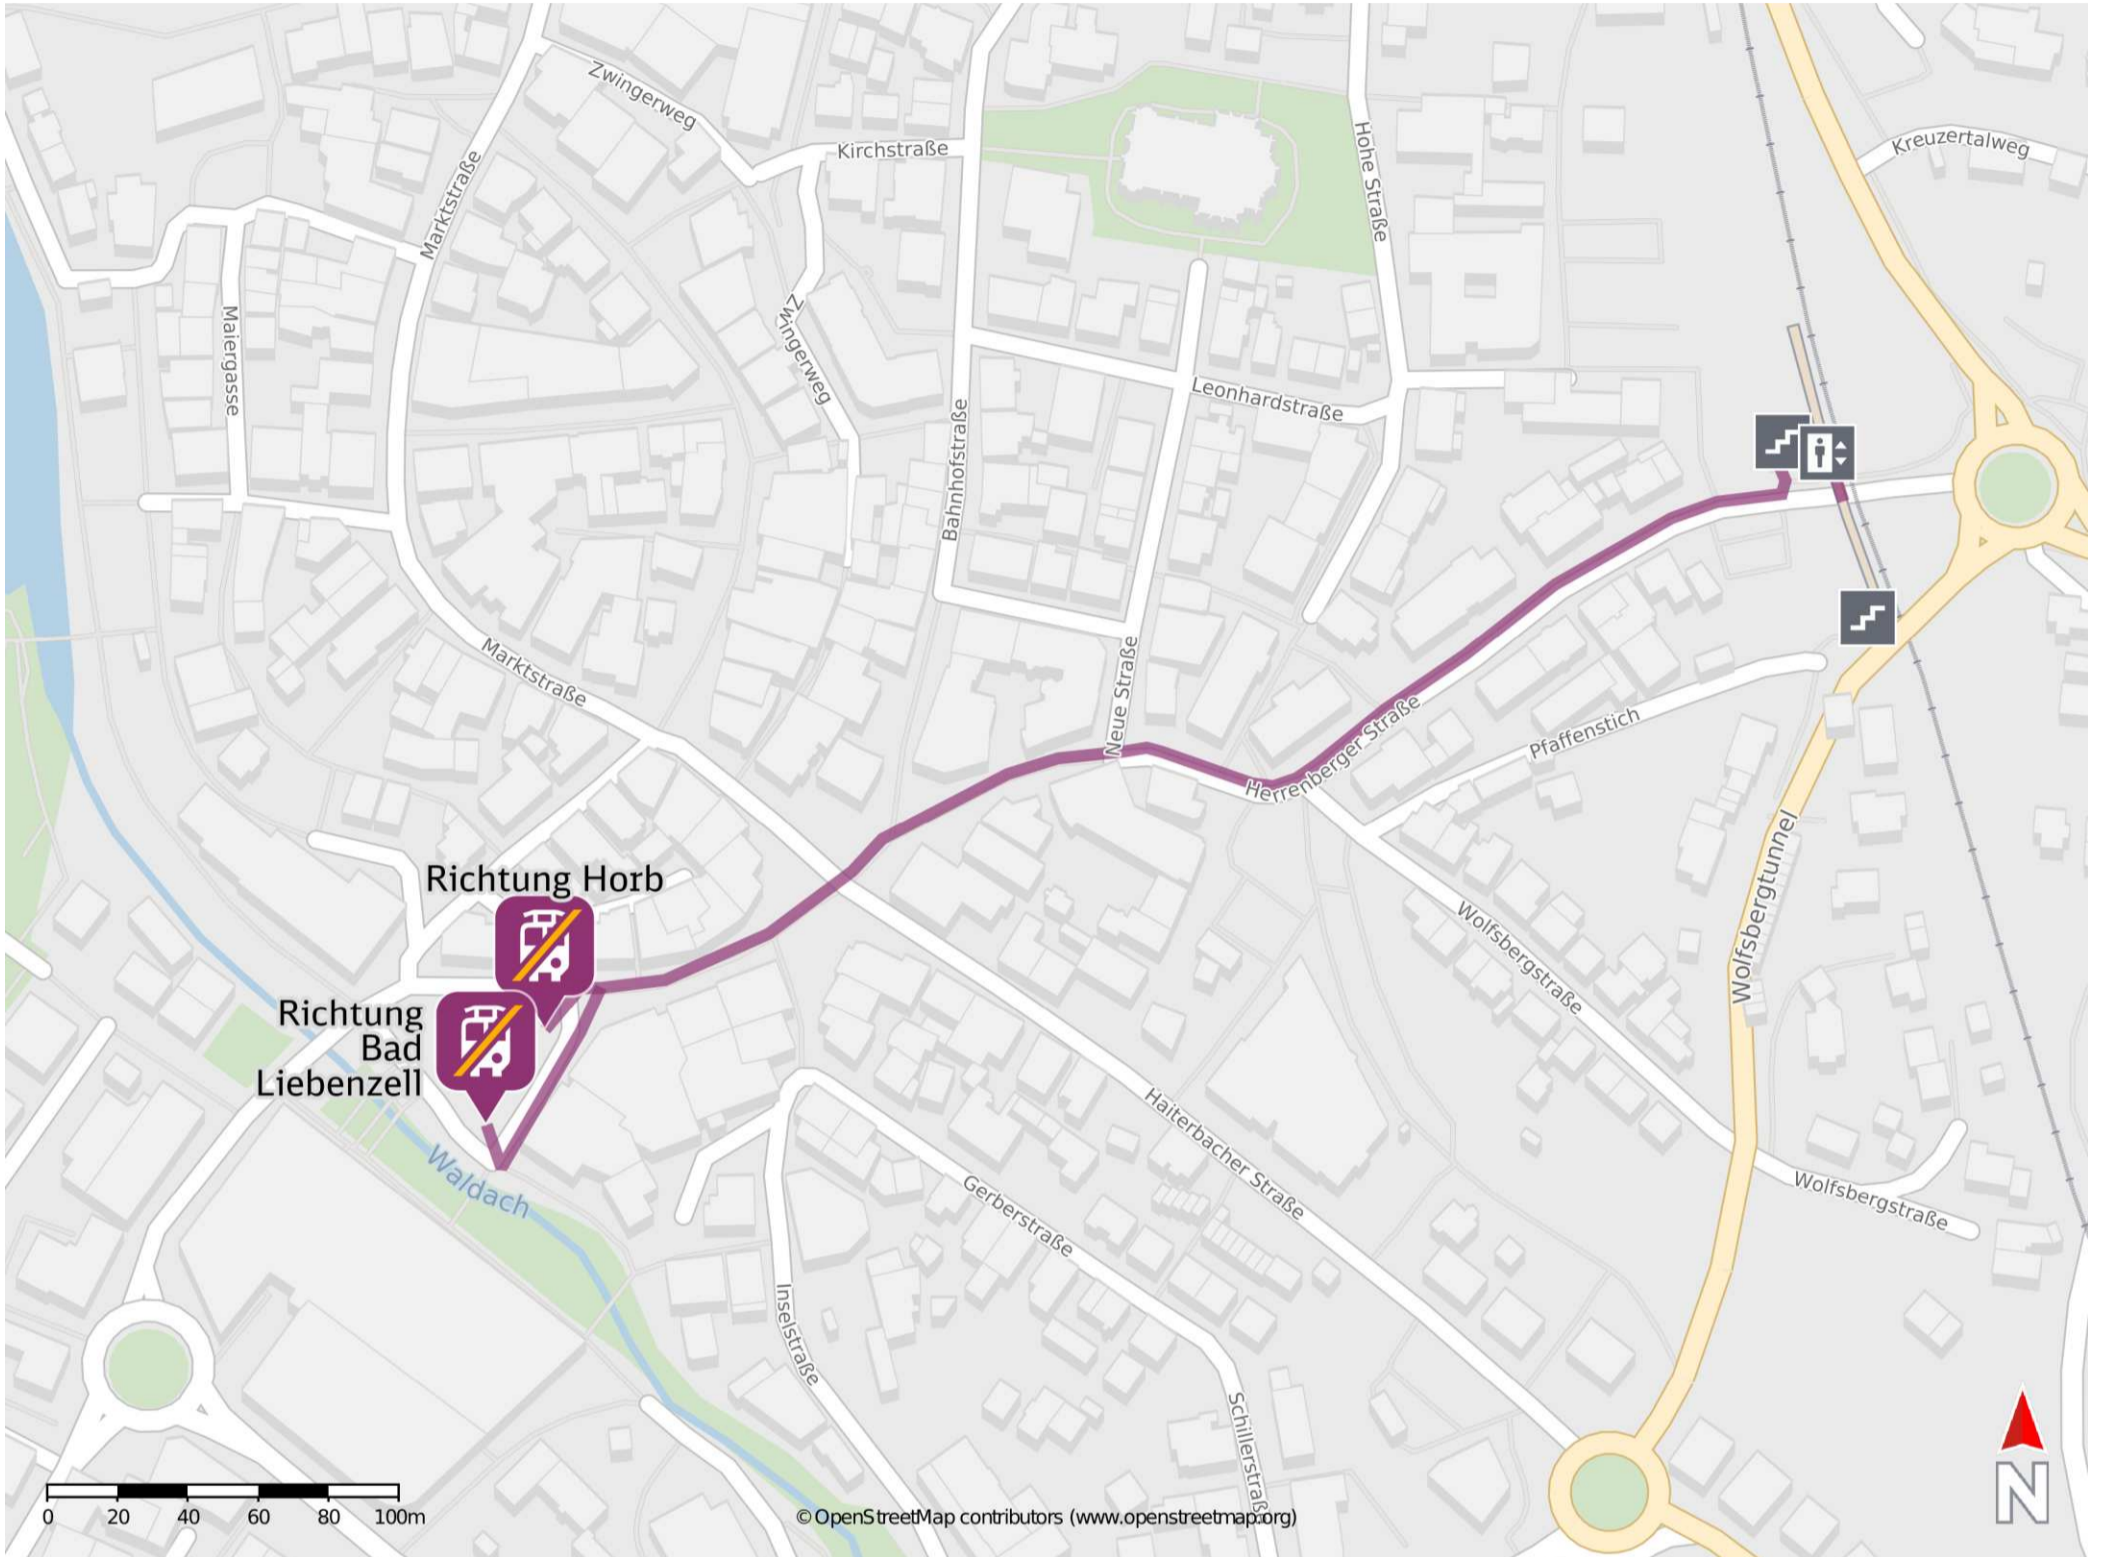 Zwingerweg
Kirchstraße
Hohe Straße
Kreuzertalweg
Marktstraße
Maiergasse
Zwingerweg
Leonhardstraße
Bahnhofstraße
Marktstraße
Neue Straße
Herrenberger Straße
Pfaffenstich
Wolfsbergtunnel
Richtung Horb
Wolfsbergstraße
Richtung
Bad
Liebenzell
Waldach
Haiterbacher Straße
Gerberstraße
Wolfsbergstraße
Inselstraße
Schillerstraße
N
0 20 40 60 80 100m
© OpenStreetMap contributors (www.openstreetmap.org)